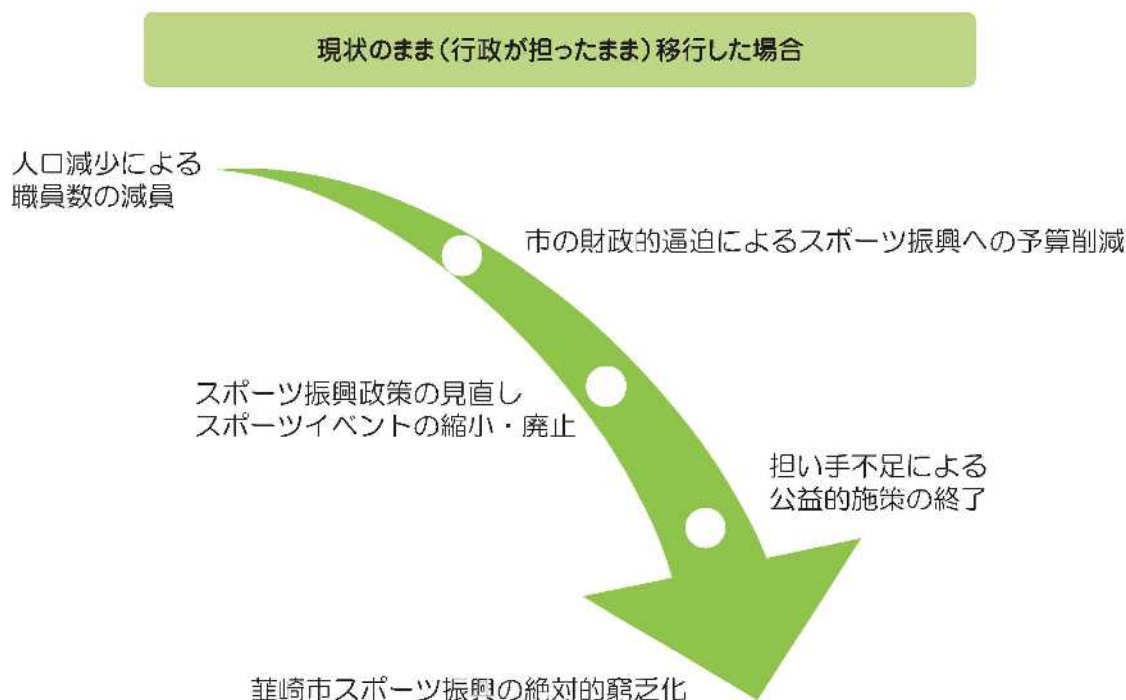 現状のまま（行政が担ったまま）移行した場合
人口減少による
職員数の減員
市の財政的逼迫によるスポーツ振興への予算削減
スポーツ振興政策の見直し
スポーツイベントの縮小・廃止
担い手不足による
公益的施策の終了
韮崎市スポーツ振興の絶対的窮乏化